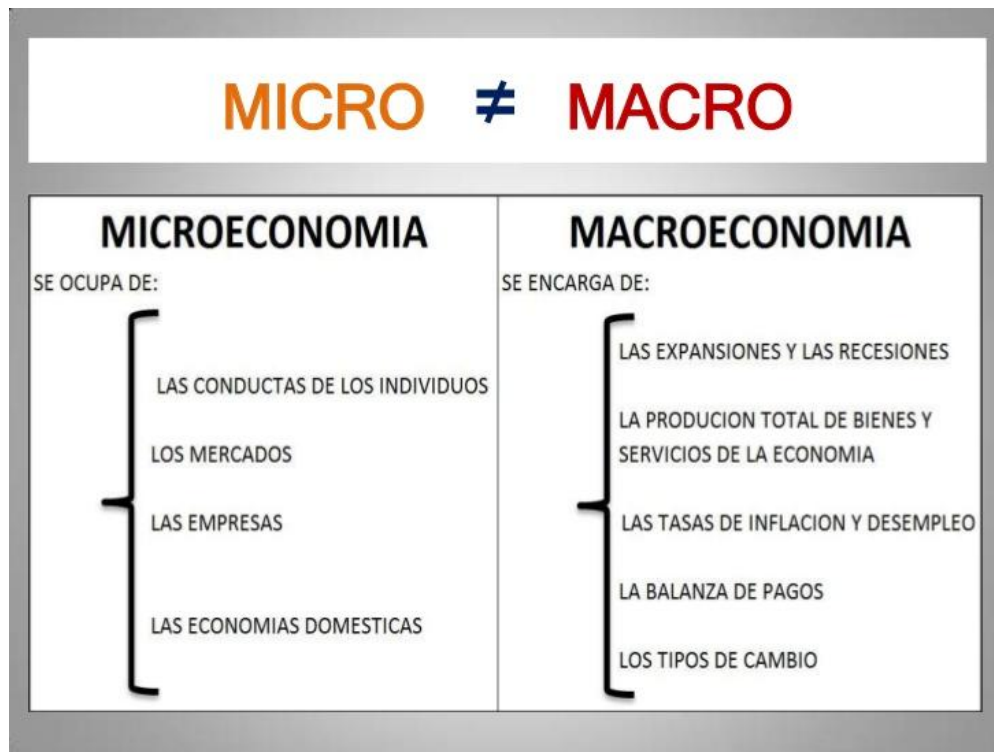 MICRO ≠ MACRO
MICROECONOMIA
SE OCUPA DE:
LAS CONDUCTAS DE LOS INDIVIDUOS
LOS MERCADOS
LAS EMPRESAS
LAS ECONOMIAS DOMESTICAS
MACROECONOMIA
SE ENCARGA DE:
LAS EXPANSIONES Y LAS RECESIONES
LA PRODUCION TOTAL DE BIENES Y
SERVICIOS DE LA ECONOMIA
LAS TASAS DE INFLACION Y DESEMPLEO
LA BALANZA DE PAGOS
LOS TIPOS DE CAMBIO